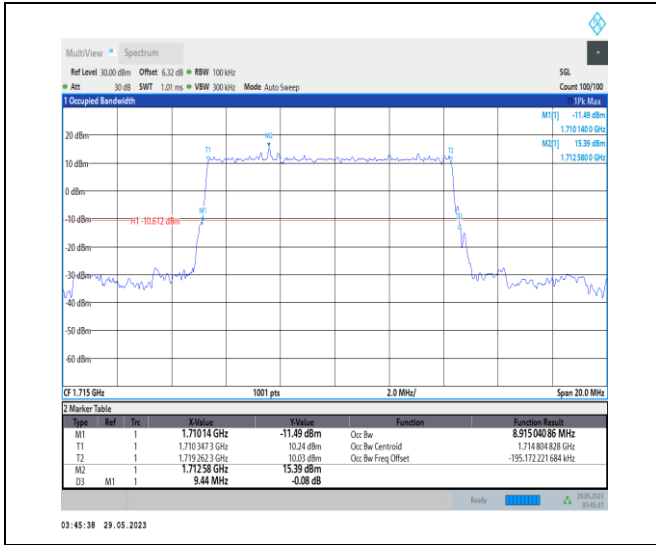 MultiView Spectrum
Ref Level 30.00 dBm Offset 6.32 dB RBW 100 kHz SGL
Att 30 dB SWT 1.01 ms VBW 300 kHz Mode Auto Sweep Count 100/100
1 Occupied Bandwidth 1Pk Max
M1[1] -11.49 dBm
1.710 140 0 GHz
M2[1] 15.39 dBm
1.712 580 0 GHz
20 dBm
M2
T1
T2
10 dBm
0 dBm
M1
-10 dBm
H1 -10.612 dBm
-20 dBm
-30 dBm
-40 dBm
-50 dBm
-60 dBm
CF 1.715 GHz 1001 pts 2.0 MHz/ Span 20.0 MHz
2 Marker Table
Type Ref Trc X-Value Y-Value Function Function Result
M1 1 1.71014 GHz -11.49 dBm Occ Bw 8.915 040 86 MHz
T1 1 1.710 347 3 GHz 10.24 dBm Occ Bw Centroid 1.714 804 828 GHz
T2 1 1.719 262 3 GHz 10.03 dBm Occ Bw Freq Offset -195.172 221 684 kHz
M2 1 1.71258 GHz 15.39 dBm
D3 M1 1 9.44 MHz -0.08 dB
Ready 29.05.2023
03:45:38 29.05.2023